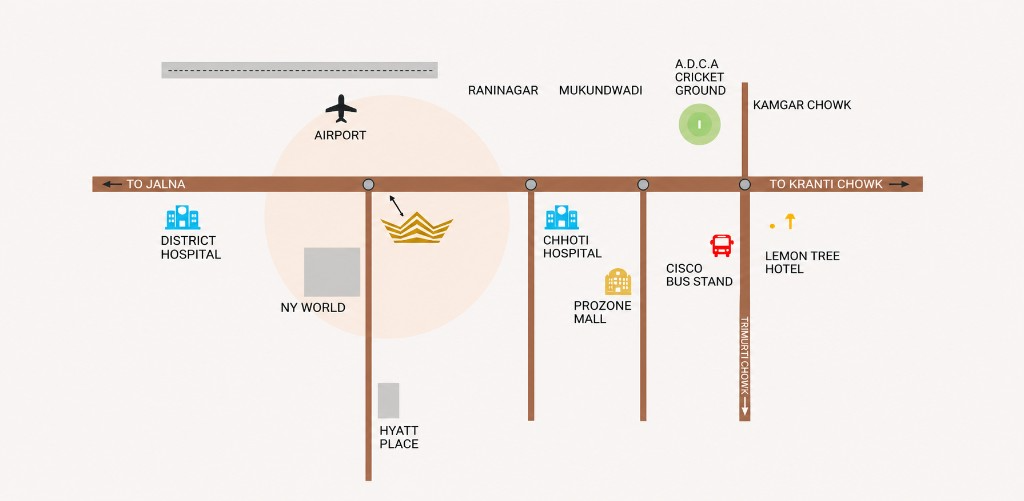 A.D.C.A
CRICKET
GROUND
RANINAGAR
MUKUNDWADI
KAMGAR CHOWK
AIRPORT
TO JALNA
TO KRANTI CHOWK
DISTRICT
HOSPITAL
CHHOTI
HOSPITAL
LEMON TREE
HOTEL
CISCO
BUS STAND
NY WORLD
PROZONE
MALL
TRIMURTI CHOWK
HYATT
PLACE